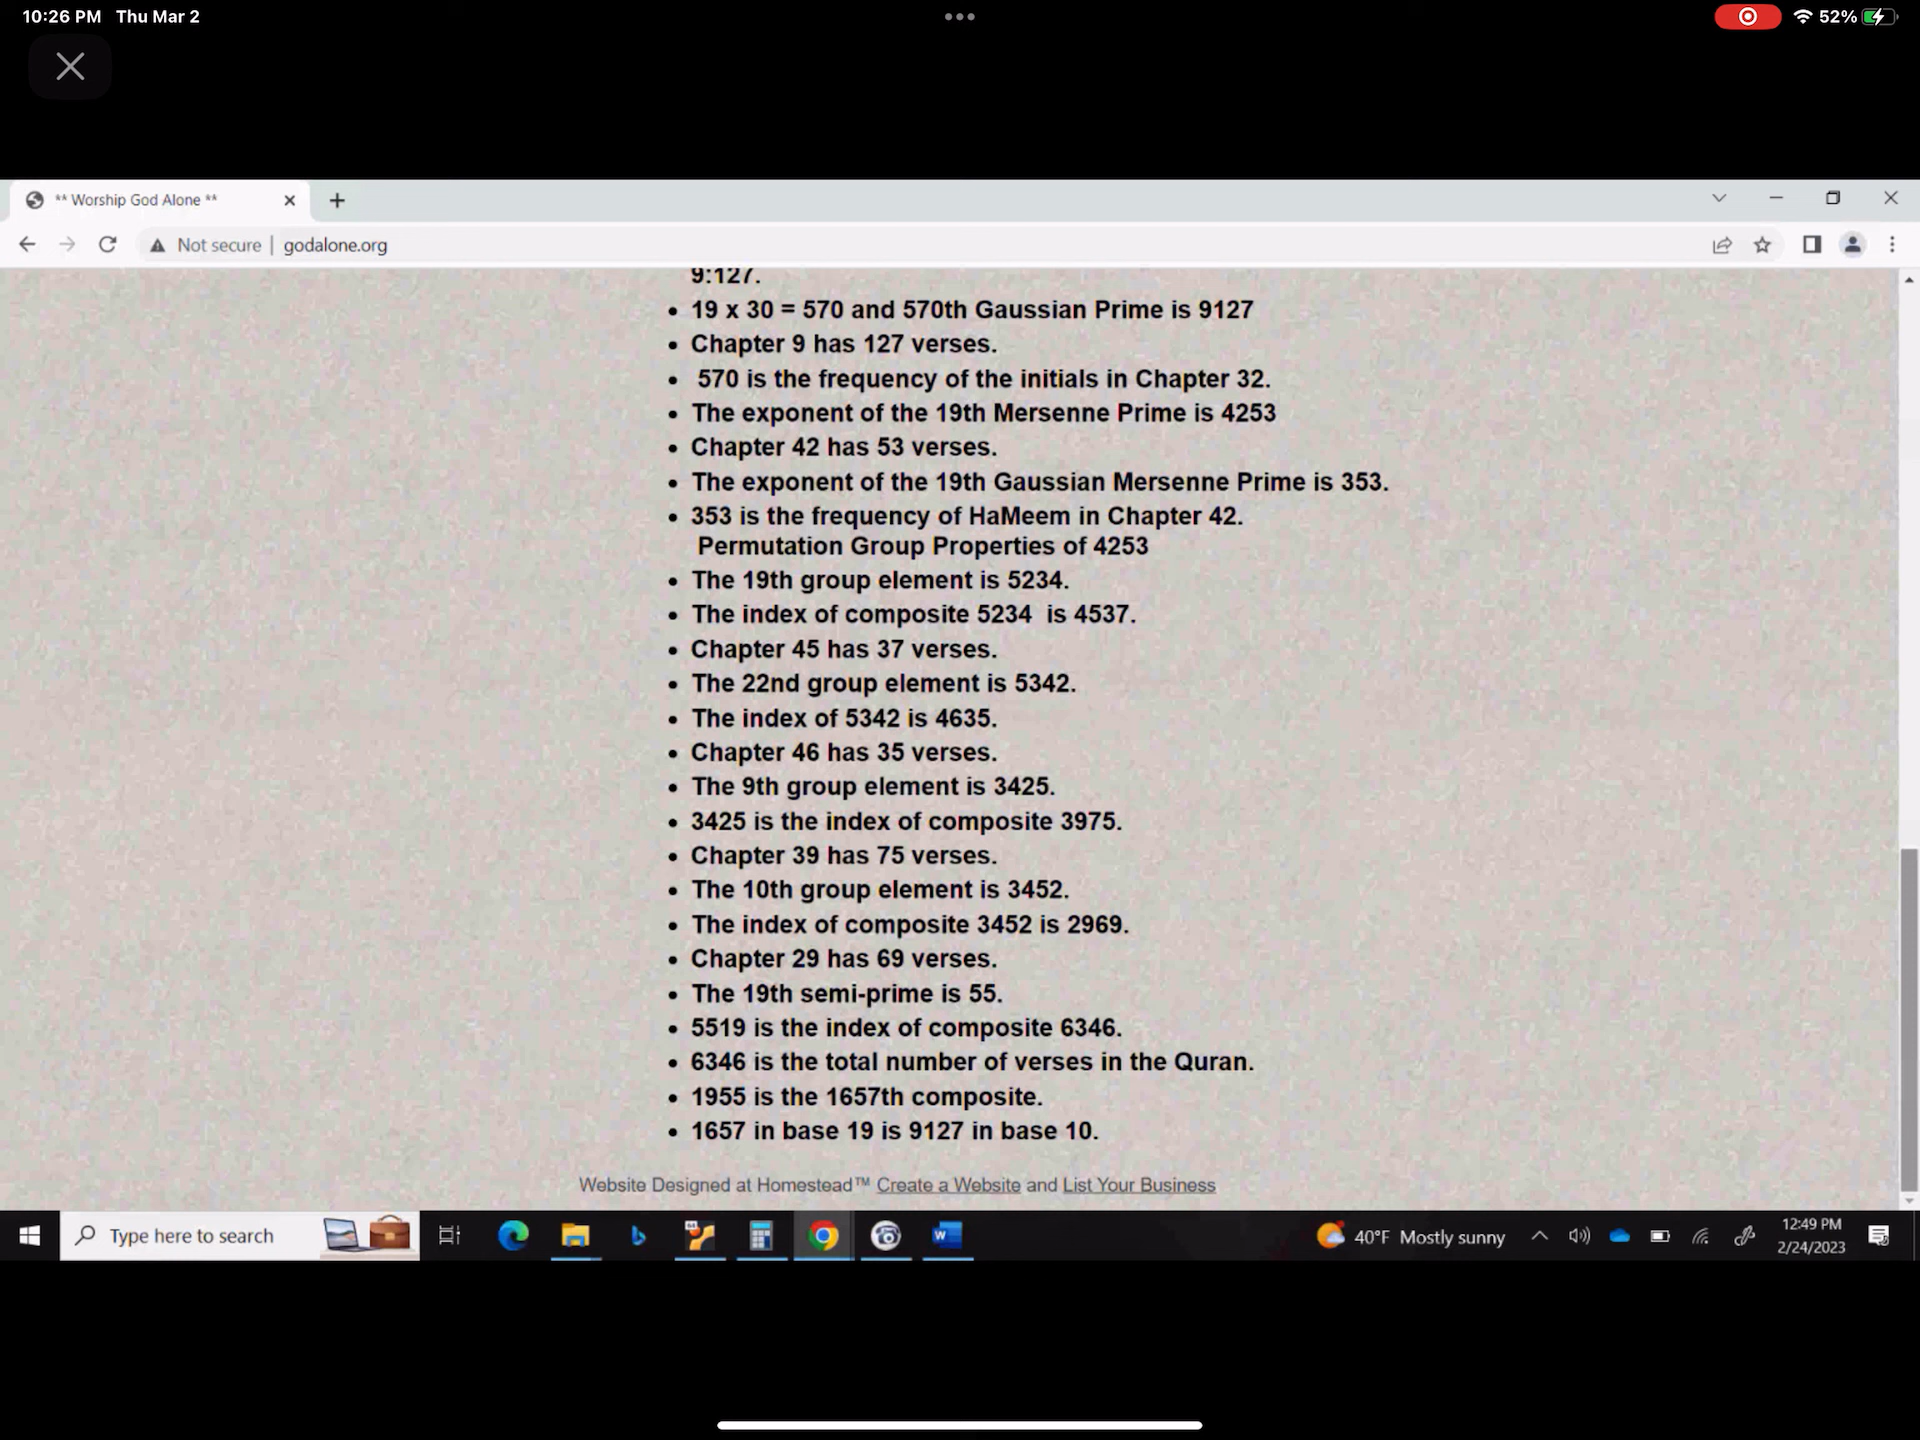 10:26 PM Thu Mar 2
52%
** Worship God Alone **
Not secure | godalone.org
9:127.
• 19 x 30 = 570 and 570th Gaussian Prime is 9127
• Chapter 9 has 127 verses.
• 570 is the frequency of the initials in Chapter 32.
• The exponent of the 19th Mersenne Prime is 4253
• Chapter 42 has 53 verses.
• The exponent of the 19th Gaussian Mersenne Prime is 353.
• 353 is the frequency of HaMeem in Chapter 42.
Permutation Group Properties of 4253
• The 19th group element is 5234.
• The index of composite 5234 is 4537.
• Chapter 45 has 37 verses.
• The 22nd group element is 5342.
• The index of 5342 is 4635.
• Chapter 46 has 35 verses.
• The 9th group element is 3425.
• 3425 is the index of composite 3975.
• Chapter 39 has 75 verses.
• The 10th group element is 3452.
• The index of composite 3452 is 2969.
• Chapter 29 has 69 verses.
• The 19th semi-prime is 55.
• 5519 is the index of composite 6346.
• 6346 is the total number of verses in the Quran.
• 1955 is the 1657th composite.
• 1657 in base 19 is 9127 in base 10.
Website Designed at Homestead™ Create a Website and List Your Business
Type here to search
40°F Mostly sunny
12:49 PM
2/24/2023